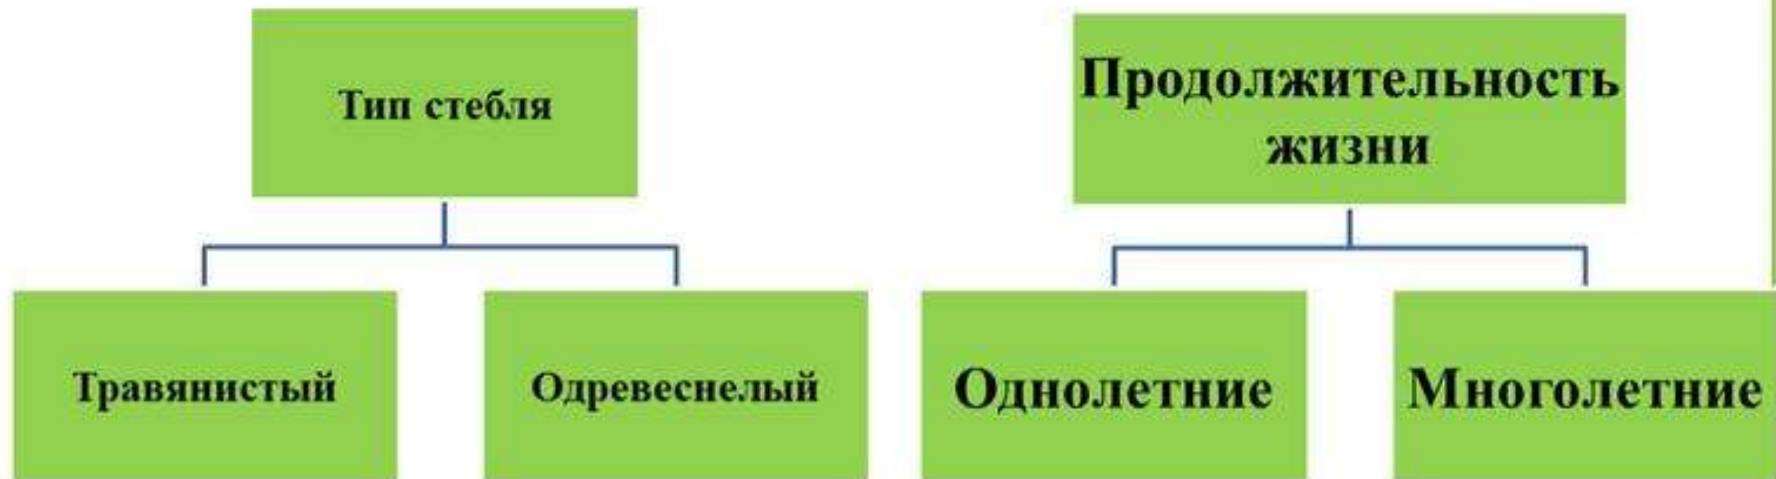 Тип стебля
Продолжительность
жизни
Травянистый
Одревеснелый
Однолетние
Многолетние